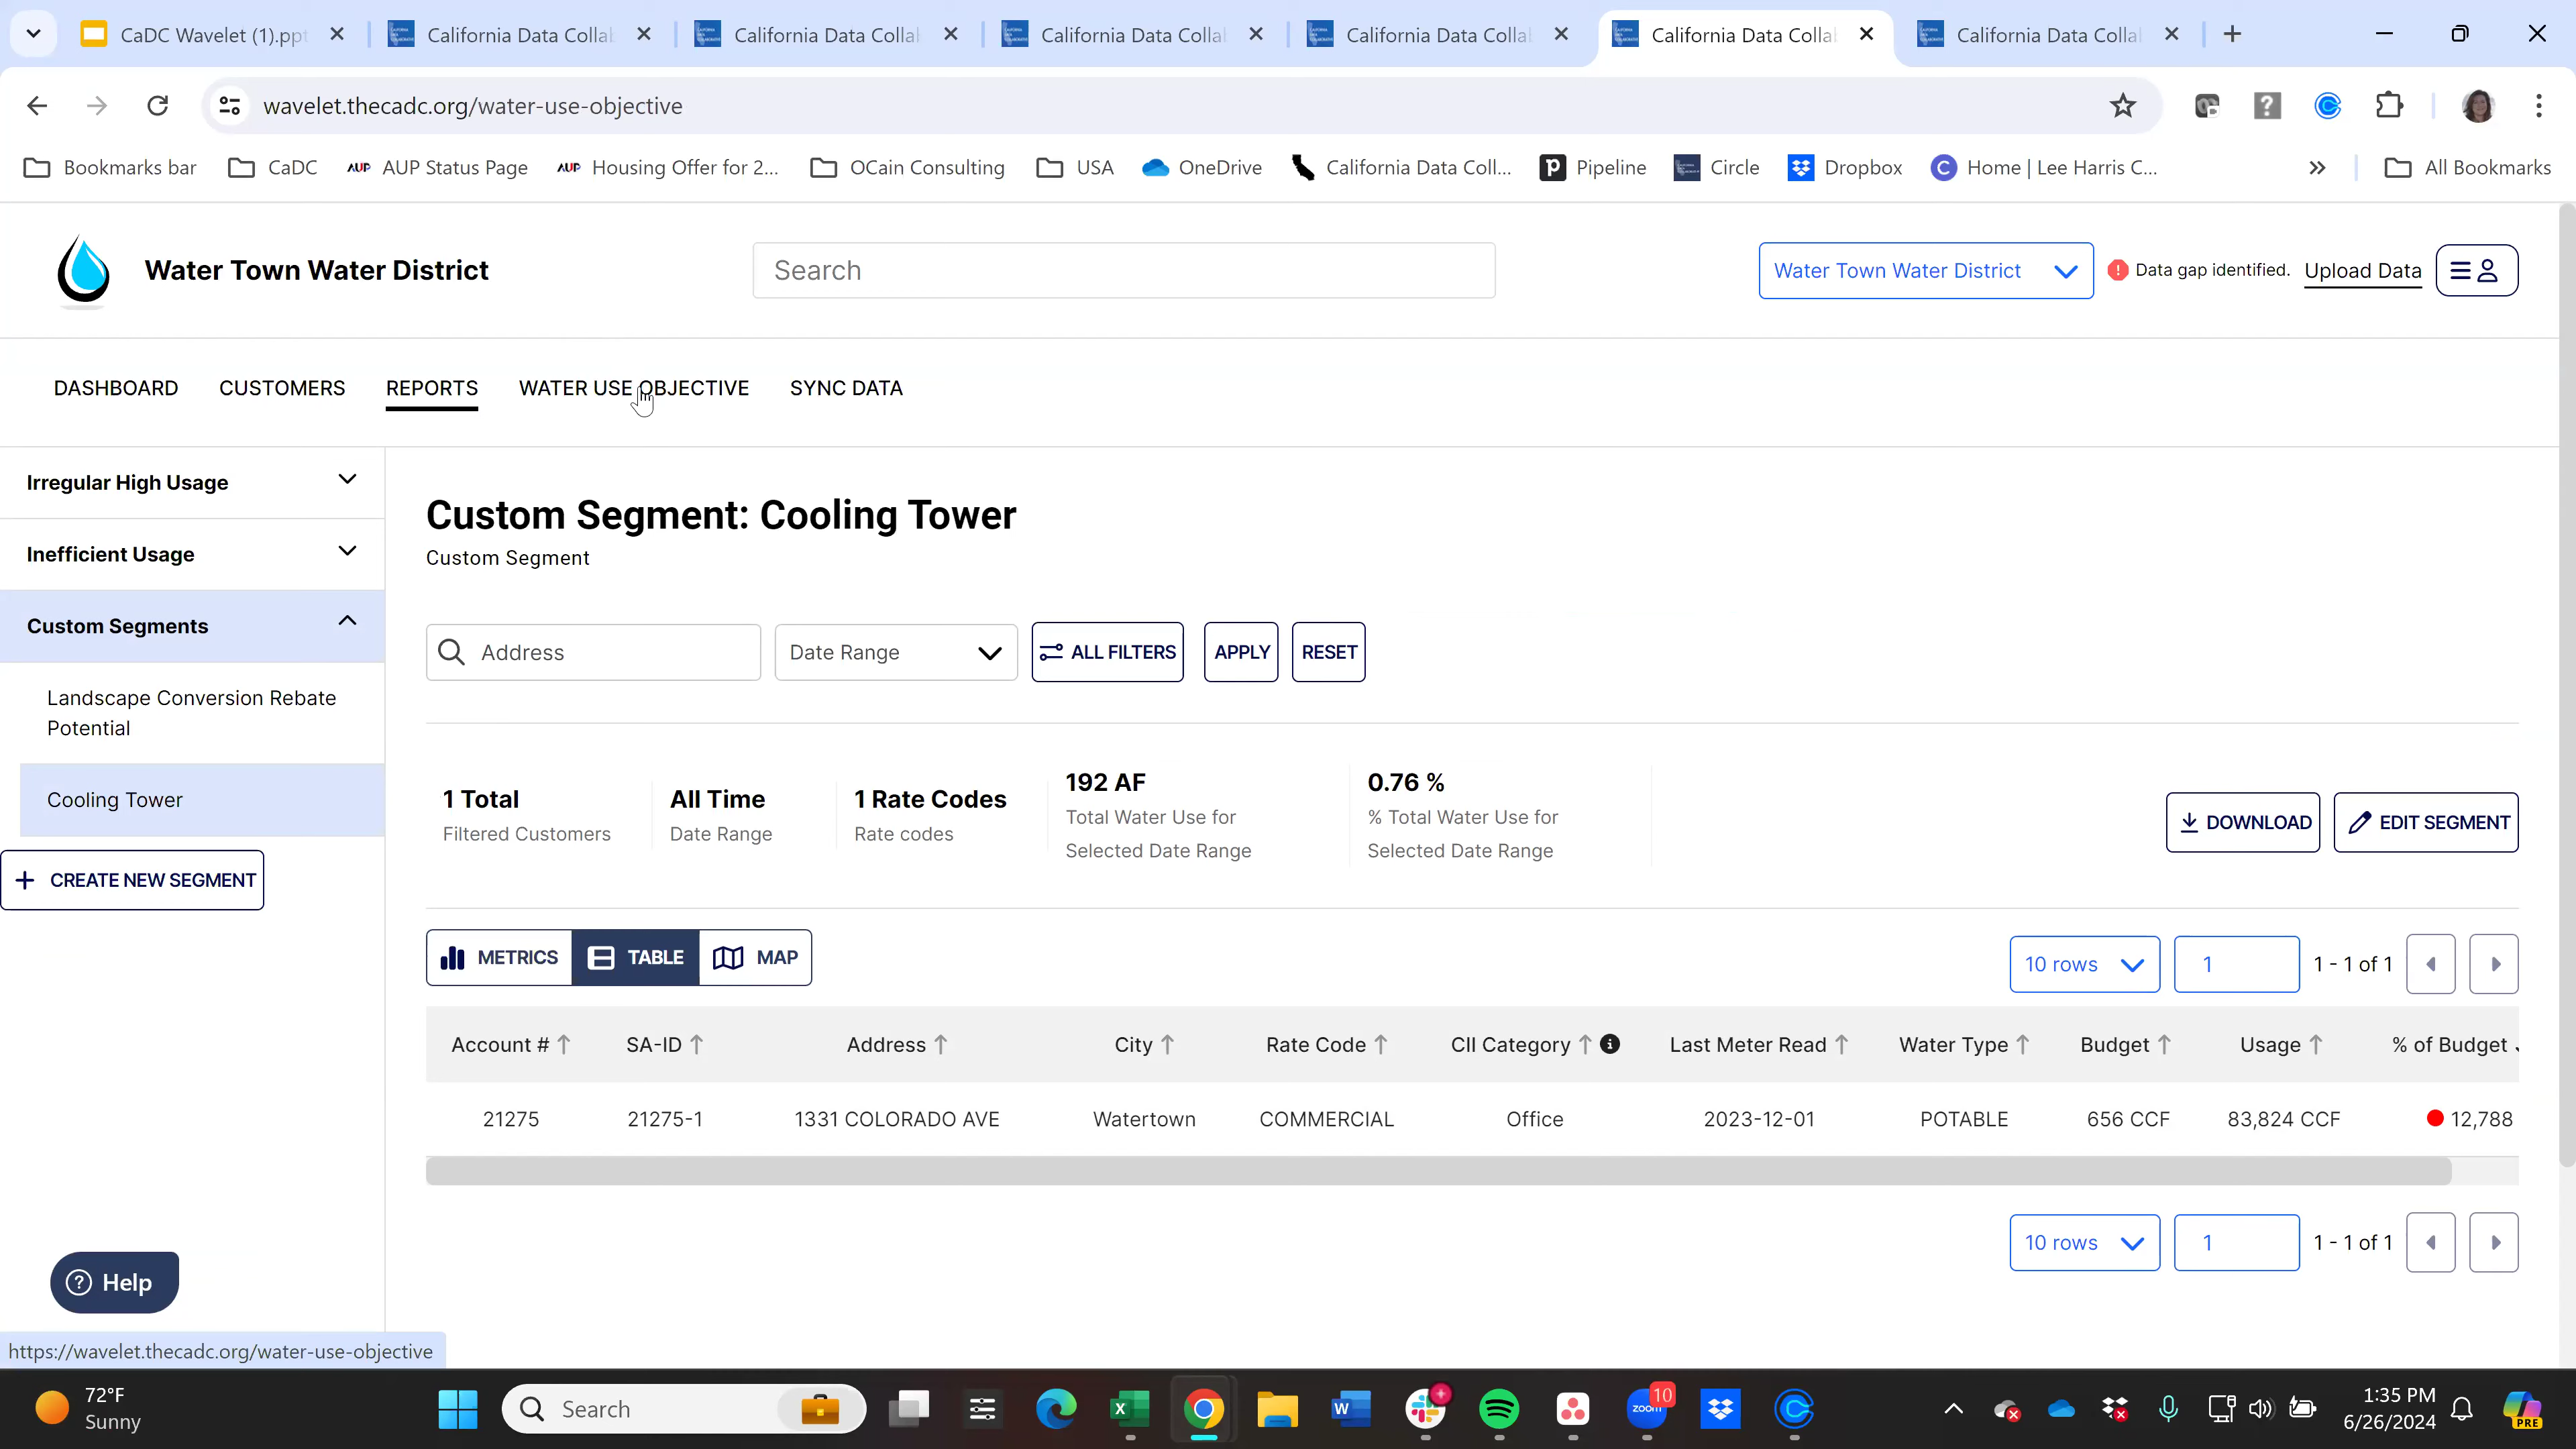 CaDC Wavelet (1).ppt
California Data Colla
California Data Colla
California Data Colla
California Data Colla
California Data Colla
California Data Colla
wavelet.thecadc.org/water-use-objective
Bookmarks bar
CaDC
AUP AUP Status Page
AUP Housing Offer for 2...
OCain Consulting
USA
OneDrive
California Data Coll...
Pipeline
Circle
Dropbox
C Home | Lee Harris C...
All Bookmarks
Water Town Water District
Search
Water Town Water District
Data gap identified.
Upload Data
DASHBOARD CUSTOMERS REPORTS WATER USE OBJECTIVE SYNC DATA
Irregular High Usage
Inefficient Usage
Custom Segments
Landscape Conversion Rebate
Potential
Cooling Tower
+ CREATE NEW SEGMENT
Custom Segment: Cooling Tower
Custom Segment
Address
Date Range
ALL FILTERS
APPLY
RESET
1 Total
Filtered Customers
All Time
Date Range
1 Rate Codes
Rate codes
192 AF
Total Water Use for
Selected Date Range
0.76 %
% Total Water Use for
Selected Date Range
DOWNLOAD
EDIT SEGMENT
METRICS TABLE MAP
10 rows 1 1 - 1 of 1
Account # SA-ID Address City Rate Code CII Category Last Meter Read Water Type Budget Usage % of Budget
21275 21275-1 1331 COLORADO AVE Watertown COMMERCIAL Office 2023-12-01 POTABLE 656 CCF 83,824 CCF 12,788
10 rows 1 1 - 1 of 1
? Help
https://wavelet.thecadc.org/water-use-objective
72°F
Sunny
Search
zoom
10
PRE
1:35 PM
6/26/2024